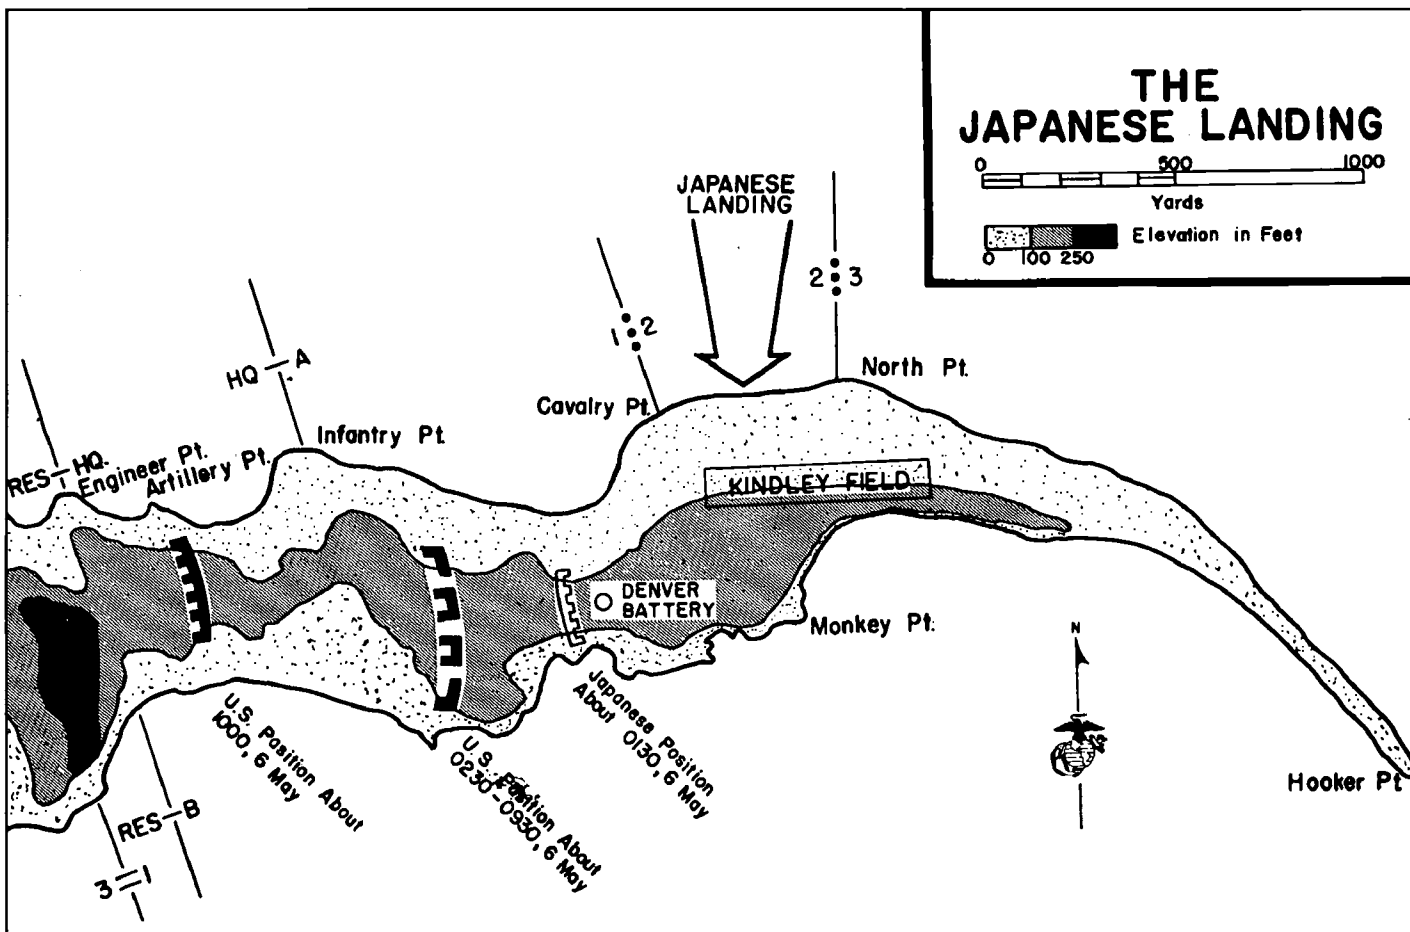 THE
JAPANESE LANDING
0 500 1000
Yards
Elevation in Feet
0 100 250
JAPANESE
LANDING
2 3
1 2
HQ A
North Pt.
Cavalry Pt.
Infantry Pt.
RES HQ.
Engineer Pt.
Artillery Pt.
KINDLEY FIELD
DENVER
BATTERY
Monkey Pt.
N
Hooker Pt
Japanese Position
About 0130, 6 May
U.S. Position About
0230-0930, 6 May
U.S. Position About
1000, 6 May
RES B
3 1